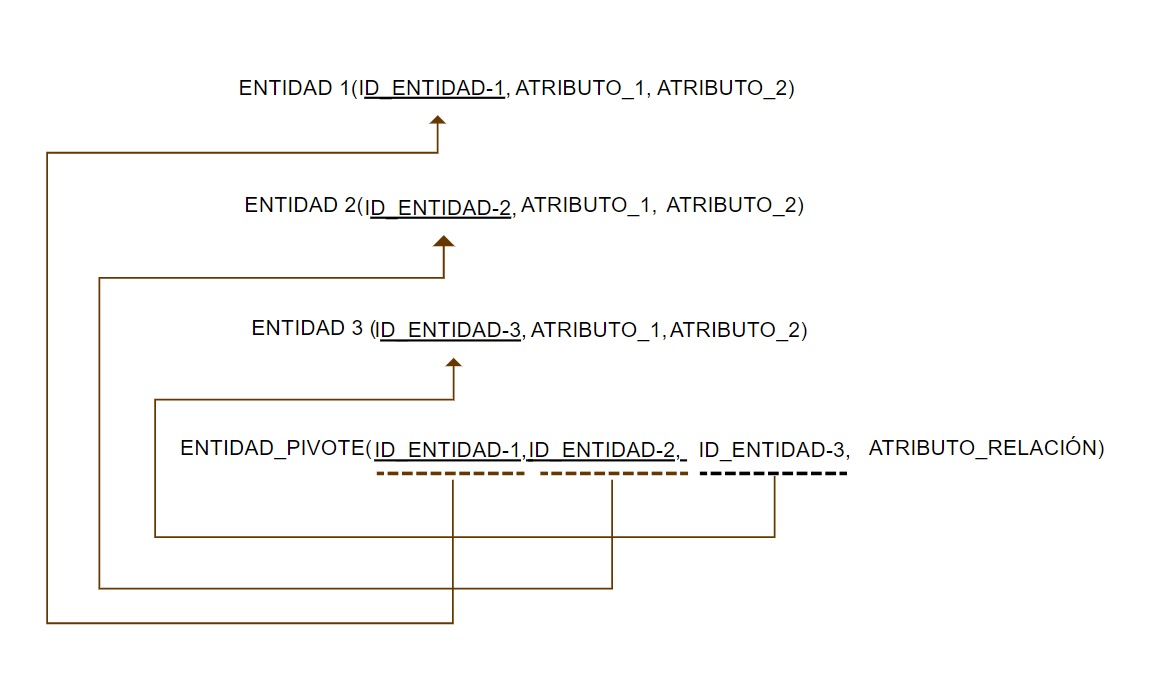 ENTIDAD 1(ID_ENTIDAD-1, ATRIBUTO_1, ATRIBUTO_2)
ENTIDAD 2(ID_ENTIDAD-2, ATRIBUTO_1, ATRIBUTO_2)
ENTIDAD 3 (ID_ENTIDAD-3, ATRIBUTO_1, ATRIBUTO_2)
ENTIDAD_PIVOTE(ID_ENTIDAD-1, ID_ENTIDAD-2, ID_ENTIDAD-3, ATRIBUTO_RELACIÓN)